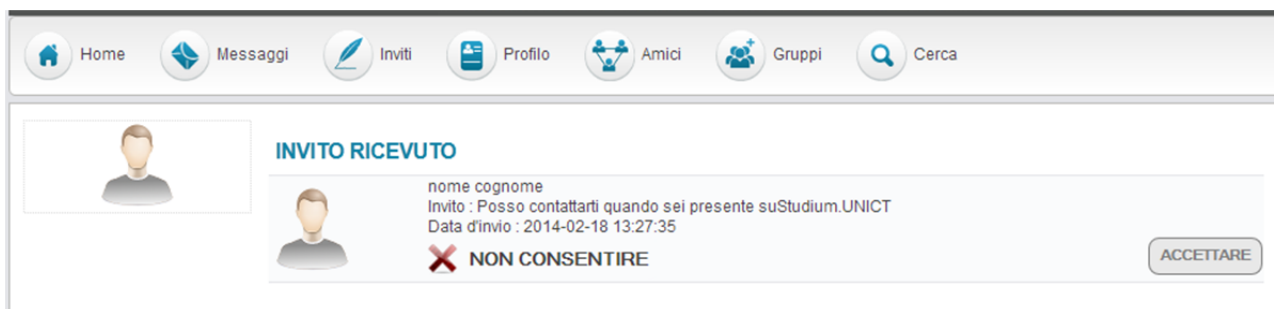 Home Messaggi Inviti Profilo Amici Gruppi Cerca
INVITO RICEVUTO
nome cognome
Invito : Posso contattarti quando sei presente suStudium.UNICT
Data d'invio : 2014-02-18 13:27:35
NON CONSENTIRE ACCETTARE